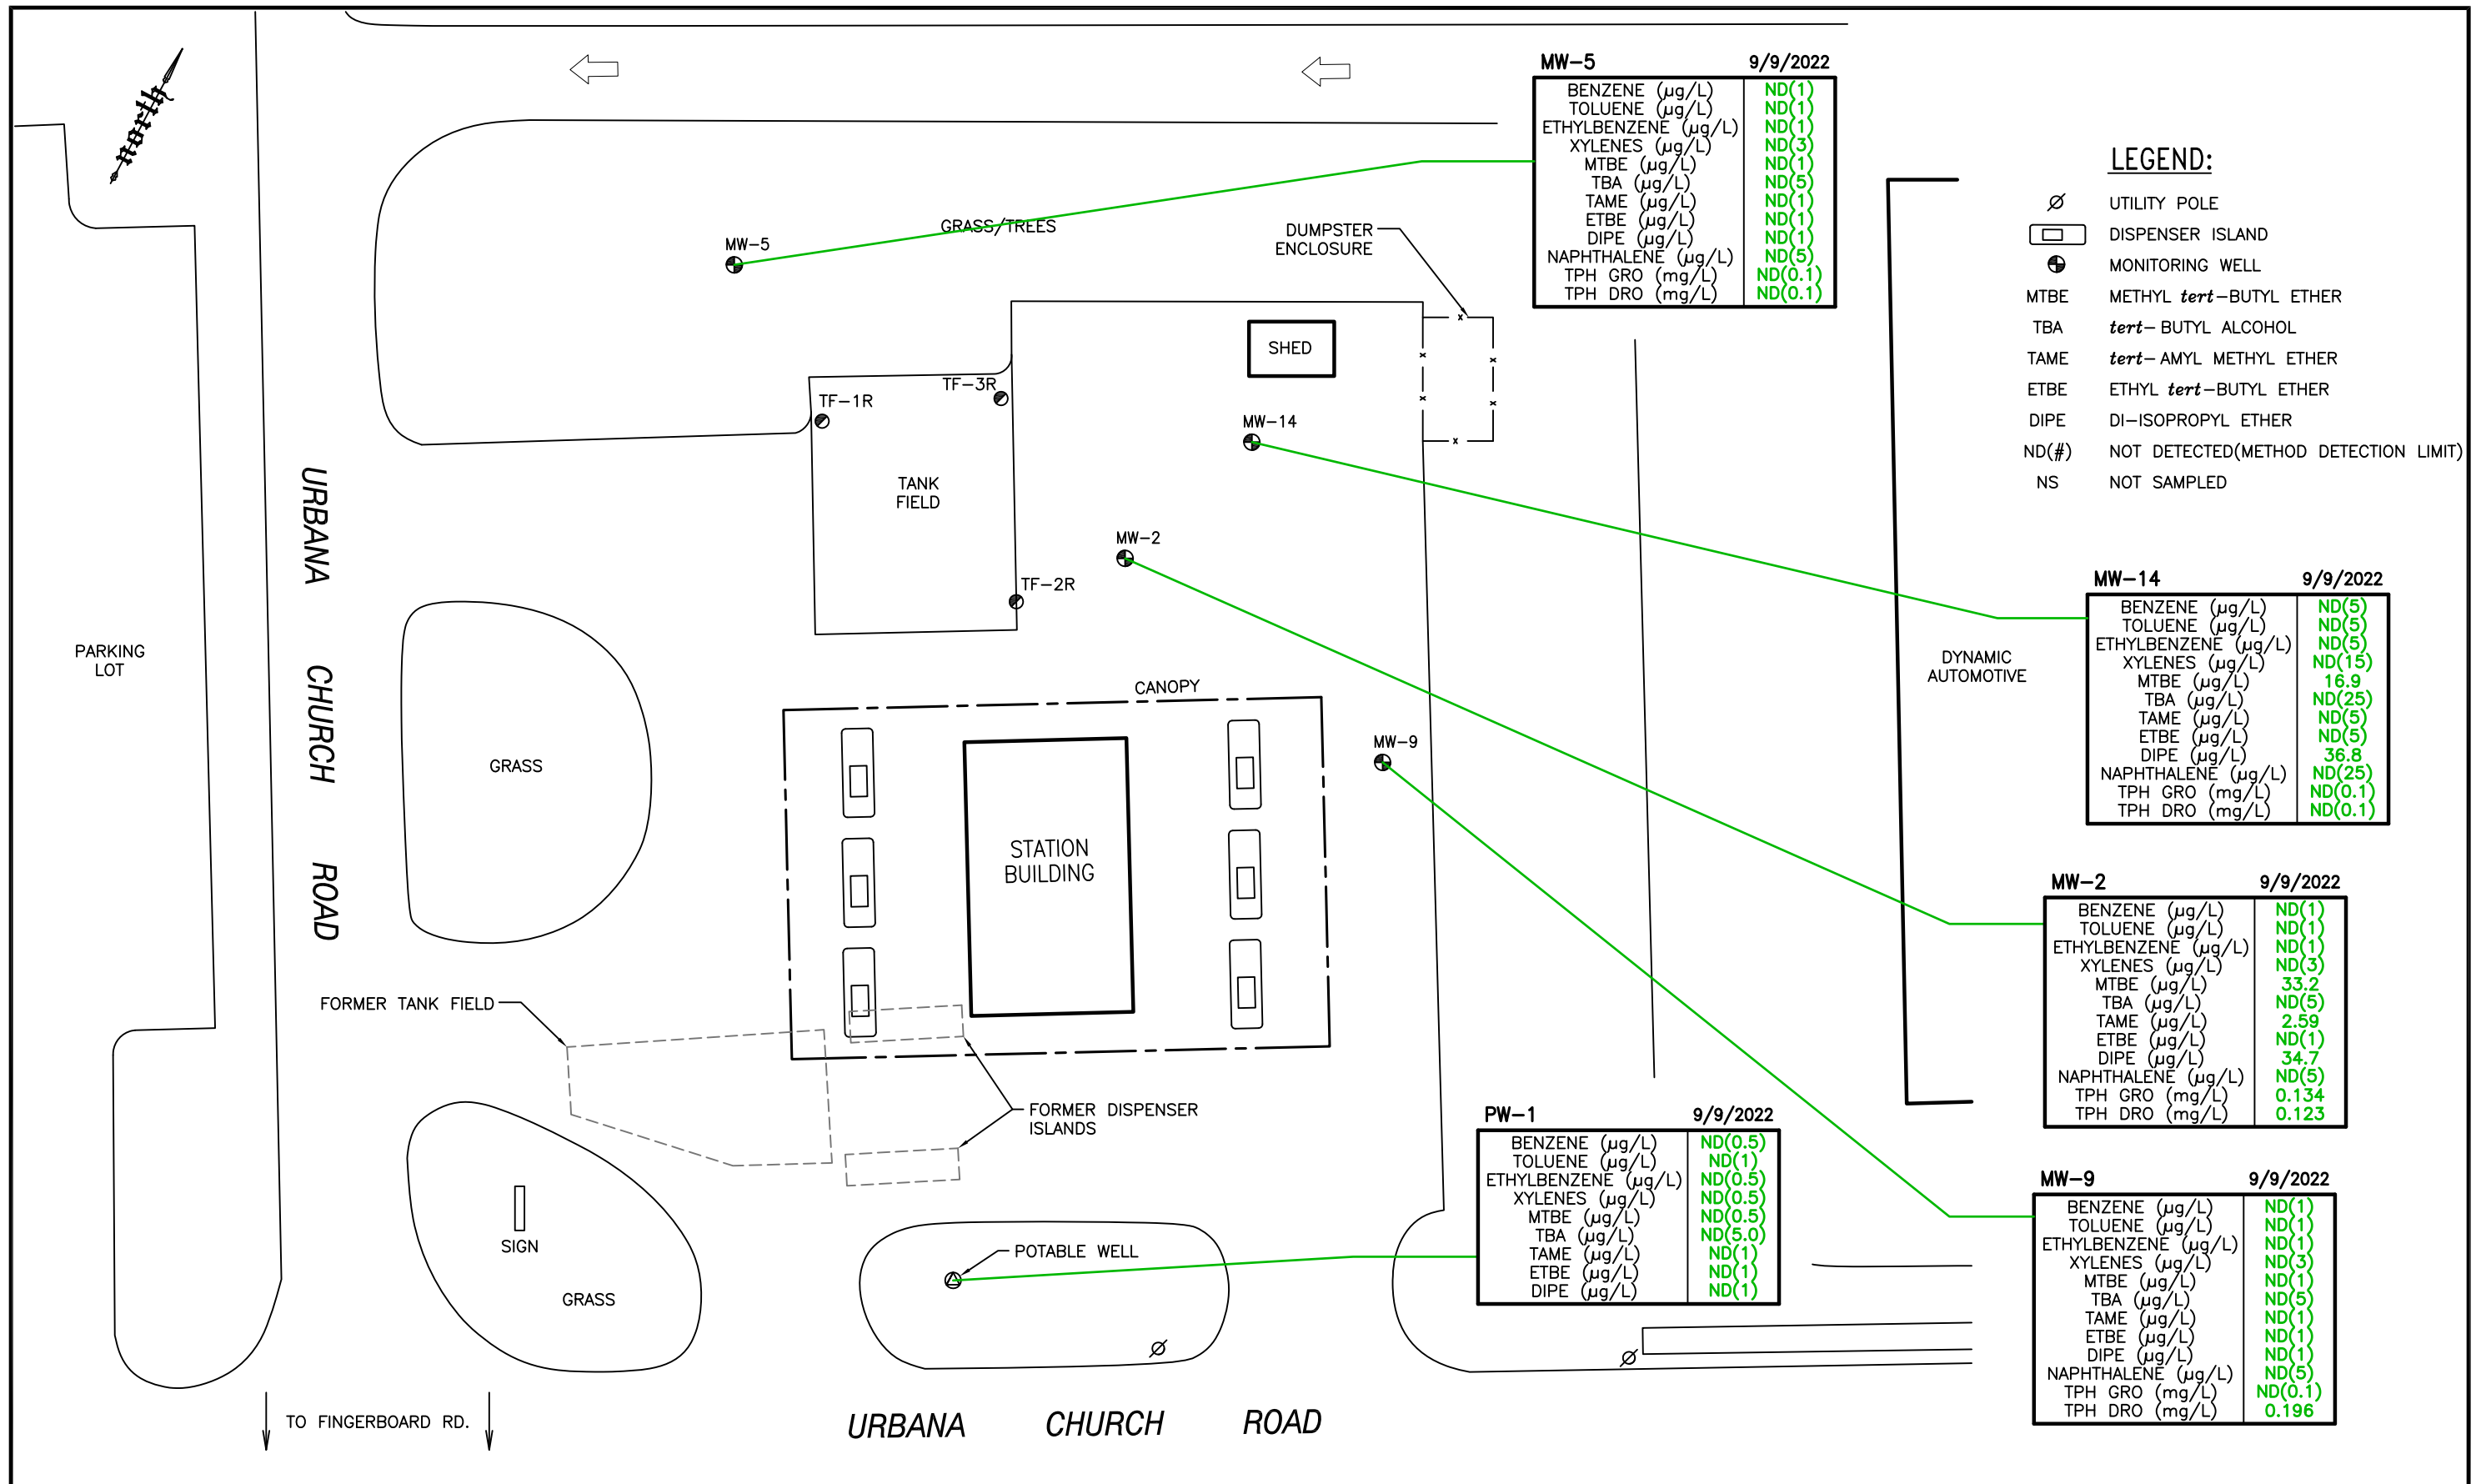 north
MW-5 9/9/2022
BENZENE (µg/L) ND(1)
TOLUENE (µg/L) ND(1)
ETHYLBENZENE (µg/L) ND(1)
XYLENES (µg/L) ND(3)
MTBE (µg/L) ND(1)
TBA (µg/L) ND(5)
TAME (µg/L) ND(1)
ETBE (µg/L) ND(1)
DIPE (µg/L) ND(1)
NAPHTHALENE (µg/L) ND(5)
TPH GRO (mg/L) ND(0.1)
TPH DRO (mg/L) ND(0.1)
LEGEND:
UTILITY POLE
DISPENSER ISLAND
MONITORING WELL
MTBE METHYL tert-BUTYL ETHER
TBA tert-BUTYL ALCOHOL
TAME tert-AMYL METHYL ETHER
ETBE ETHYL tert-BUTYL ETHER
DIPE DI-ISOPROPYL ETHER
ND(#) NOT DETECTED(METHOD DETECTION LIMIT)
NS NOT SAMPLED
GRASS/TREES
MW-5
DUMPSTER
ENCLOSURE
SHED
TF-3R
TF-1R
MW-14
TANK
FIELD
MW-2
TF-2R
URBANA CHURCH ROAD
PARKING
LOT
DYNAMIC
AUTOMOTIVE
MW-14 9/9/2022
BENZENE (µg/L) ND(5)
TOLUENE (µg/L) ND(5)
ETHYLBENZENE (µg/L) ND(5)
XYLENES (µg/L) ND(15)
MTBE (µg/L) 16.9
TBA (µg/L) ND(25)
TAME (µg/L) ND(5)
ETBE (µg/L) ND(5)
DIPE (µg/L) 36.8
NAPHTHALENE (µg/L) ND(25)
TPH GRO (mg/L) ND(0.1)
TPH DRO (mg/L) ND(0.1)
CANOPY
MW-9
GRASS
STATION
BUILDING
MW-2 9/9/2022
BENZENE (µg/L) ND(1)
TOLUENE (µg/L) ND(1)
ETHYLBENZENE (µg/L) ND(1)
XYLENES (µg/L) ND(3)
MTBE (µg/L) 33.2
TBA (µg/L) ND(5)
TAME (µg/L) 2.59
ETBE (µg/L) ND(1)
DIPE (µg/L) 34.7
NAPHTHALENE (µg/L) ND(5)
TPH GRO (mg/L) 0.134
TPH DRO (mg/L) 0.123
FORMER TANK FIELD
FORMER DISPENSER
ISLANDS
PW-1 9/9/2022
BENZENE (µg/L) ND(0.5)
TOLUENE (µg/L) ND(1)
ETHYLBENZENE (µg/L) ND(0.5)
XYLENES (µg/L) ND(0.5)
MTBE (µg/L) ND(0.5)
TBA (µg/L) ND(5.0)
TAME (µg/L) ND(1)
ETBE (µg/L) ND(1)
DIPE (µg/L) ND(1)
MW-9 9/9/2022
BENZENE (µg/L) ND(1)
TOLUENE (µg/L) ND(1)
ETHYLBENZENE (µg/L) ND(1)
XYLENES (µg/L) ND(3)
MTBE (µg/L) ND(1)
TBA (µg/L) ND(5)
TAME (µg/L) ND(1)
ETBE (µg/L) ND(1)
DIPE (µg/L) ND(1)
NAPHTHALENE (µg/L) ND(5)
TPH GRO (mg/L) ND(0.1)
TPH DRO (mg/L) 0.196
SIGN
GRASS
POTABLE WELL
TO FINGERBOARD RD.
URBANA CHURCH ROAD